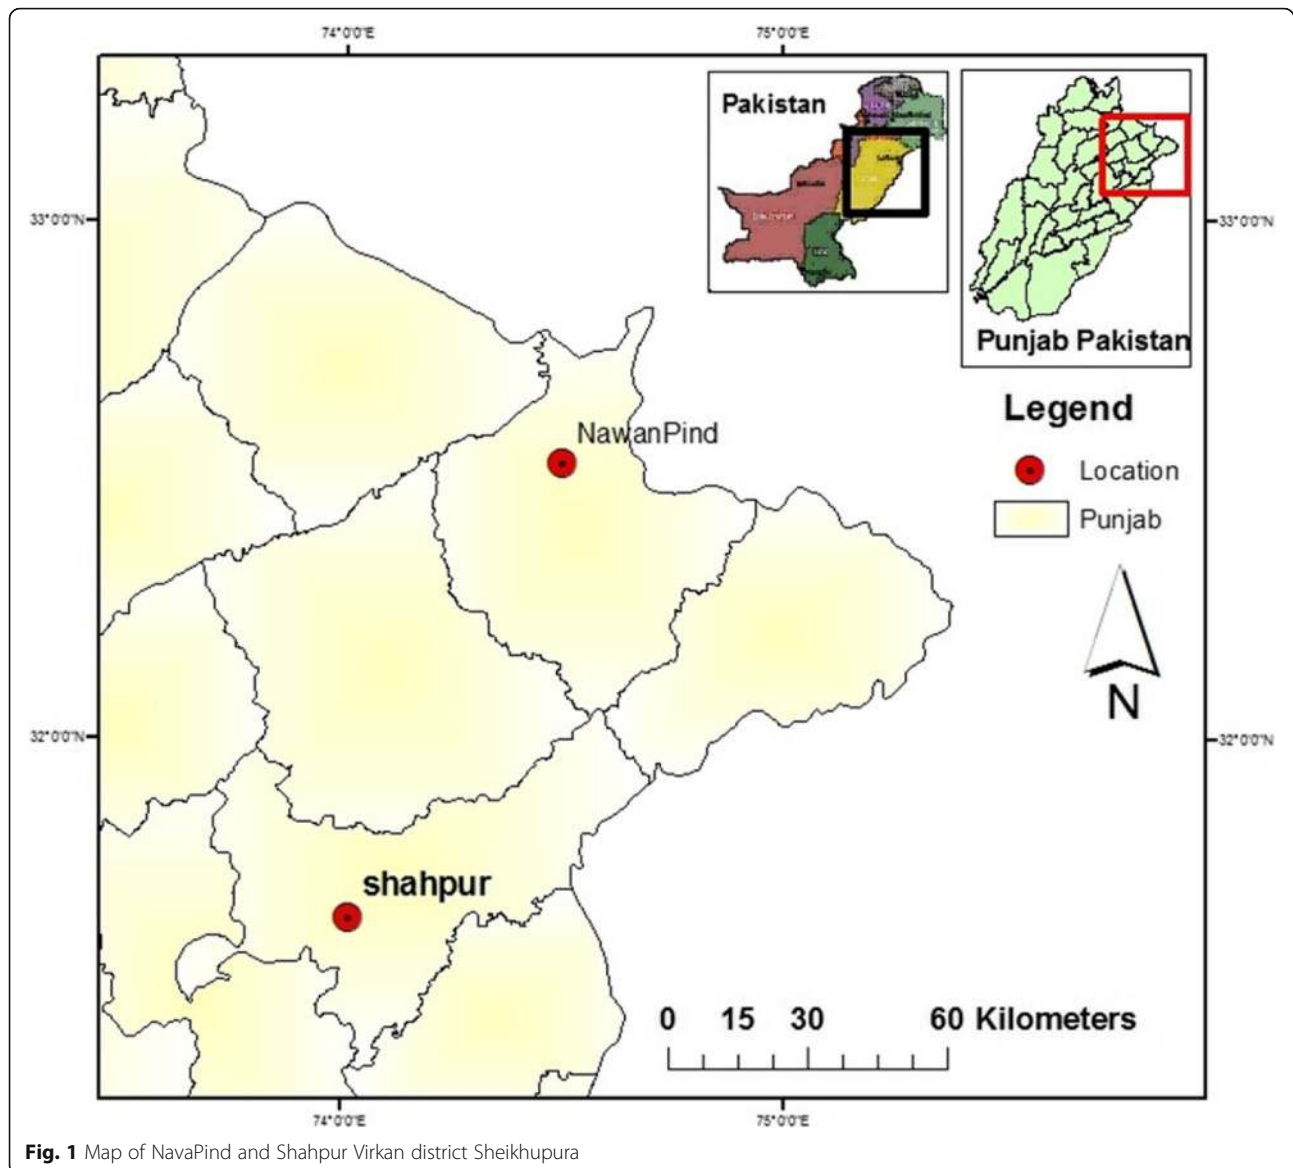 74°0'0"E
75°0'0"E
Pakistan
Punjab Pakistan
33°0'0"N
33°0'0"N
Legend
NawanPind
Location
Punjab
N
32°0'0"N
32°0'0"N
shahpur
0 15 30 60 Kilometers
74°0'0"E
75°0'0"E
Fig. 1 Map of NavaPind and Shahpur Virkan district Sheikhupura